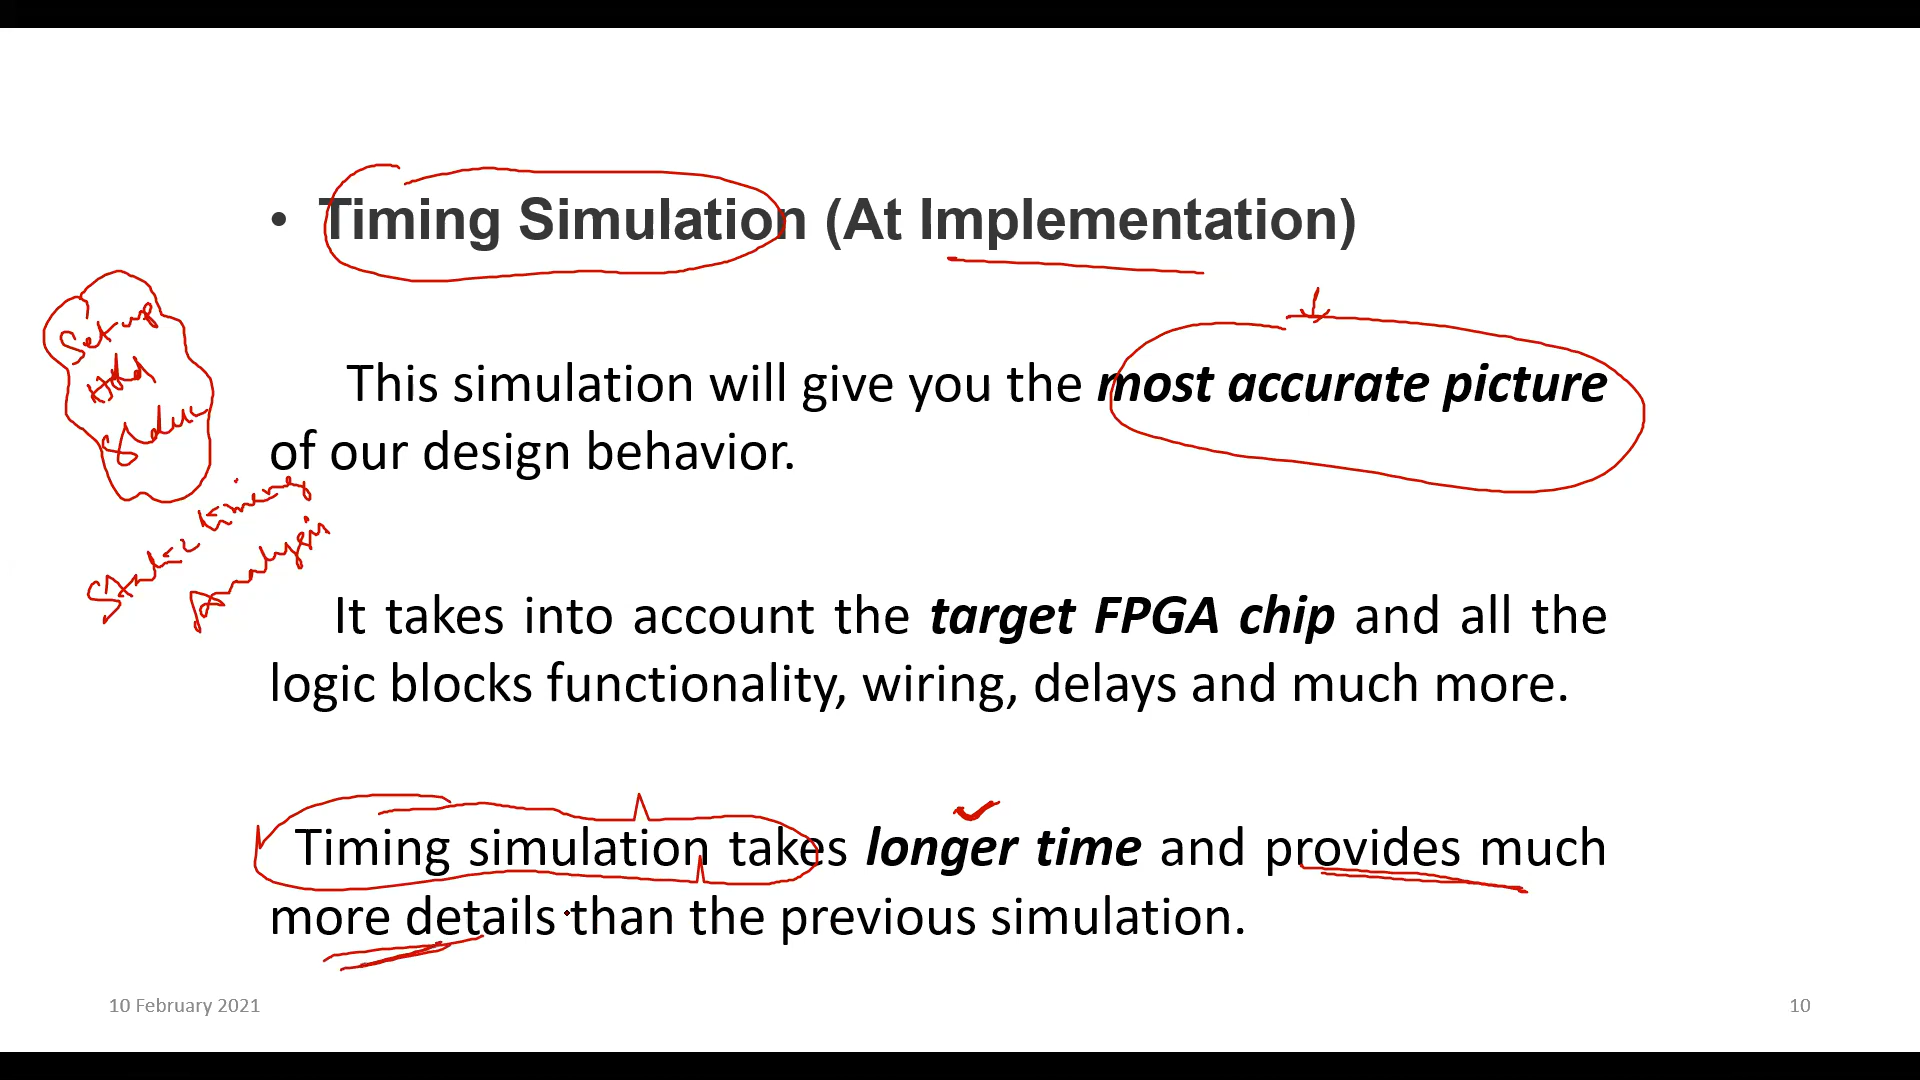 • Timing Simulation (At Implementation)
Setup
Hold
This simulation will give you the most accurate picture
of our design behavior.
Static timing
Analysis
It takes into account the target FPGA chip and all the
logic blocks functionality, wiring, delays and much more.
Timing simulation takes longer time and provides much
more details than the previous simulation.
10 February 2021
10